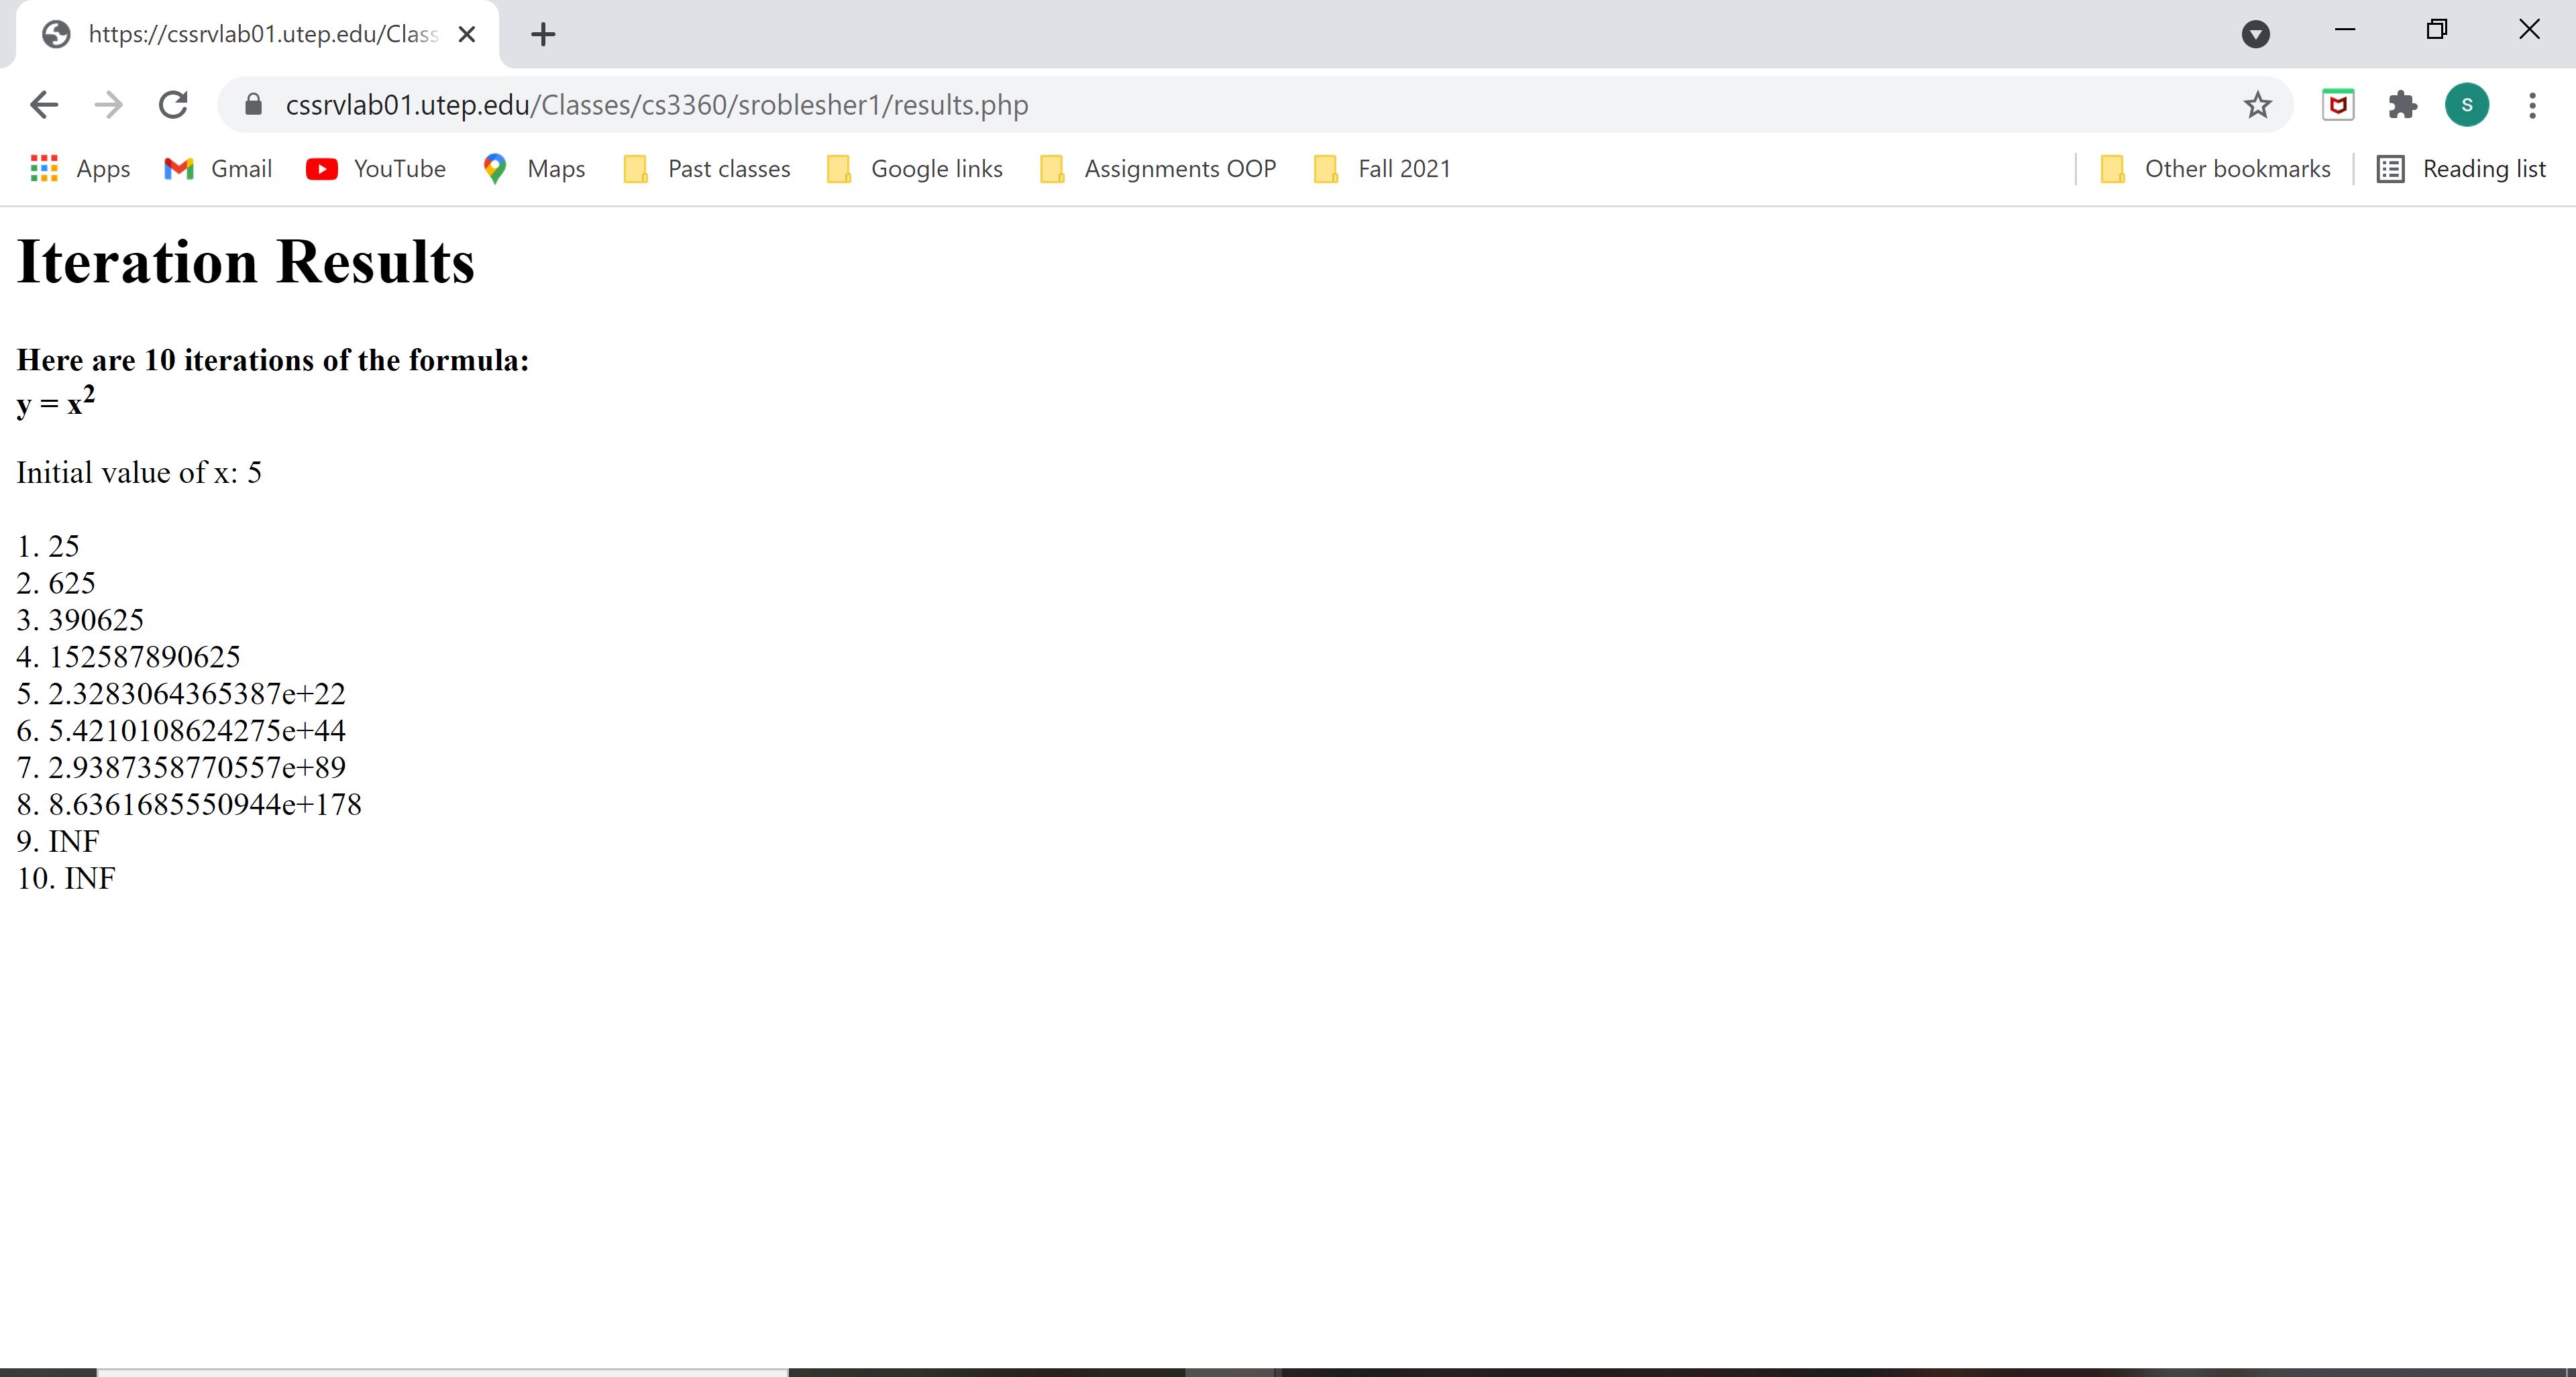 https://cssrvlab01.utep.edu/Class
cssrvlab01.utep.edu/Classes/cs3360/sroblesher1/results.php
S
Apps Gmail YouTube Maps Past classes Google links Assignments OOP Fall 2021 Other bookmarks Reading list
Iteration Results
Here are 10 iterations of the formula:
y = x²
Initial value of x: 5
1. 25
2. 625
3. 390625
4. 152587890625
5. 2.3283064365387e+22
6. 5.4210108624275e+44
7. 2.9387358770557e+89
8. 8.6361685550944e+178
9. INF
10. INF